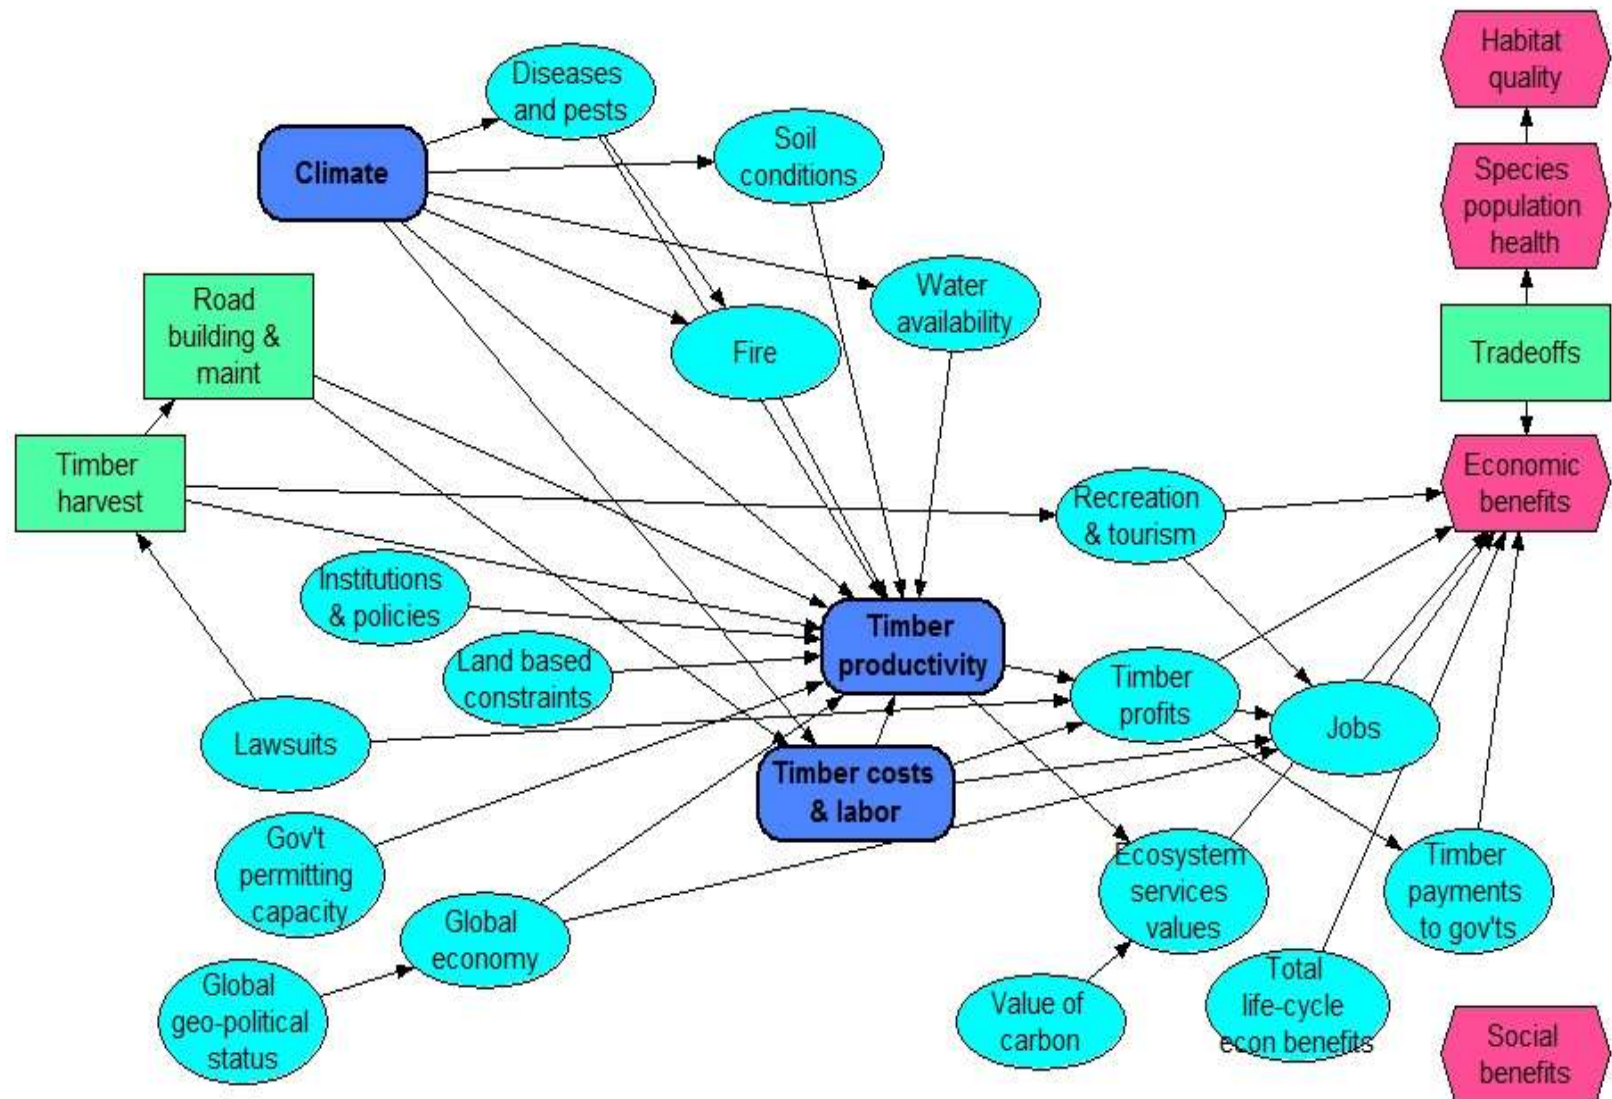 Habitat
quality
Diseases
and pests
Soil
conditions
Climate
Species
population
health
Road
building &
maint
Water
availability
Fire
Tradeoffs
Timber
harvest
Recreation
& tourism
Economic
benefits
Institutions
& policies
Land based
constraints
Timber
productivity
Timber
profits
Lawsuits
Jobs
Timber costs
& labor
Gov't
permitting
capacity
Ecosystem
services
values
Timber
payments
to gov'ts
Global
economy
Global
geo-political
status
Value of
carbon
Total
life-cycle
econ benefits
Social
benefits